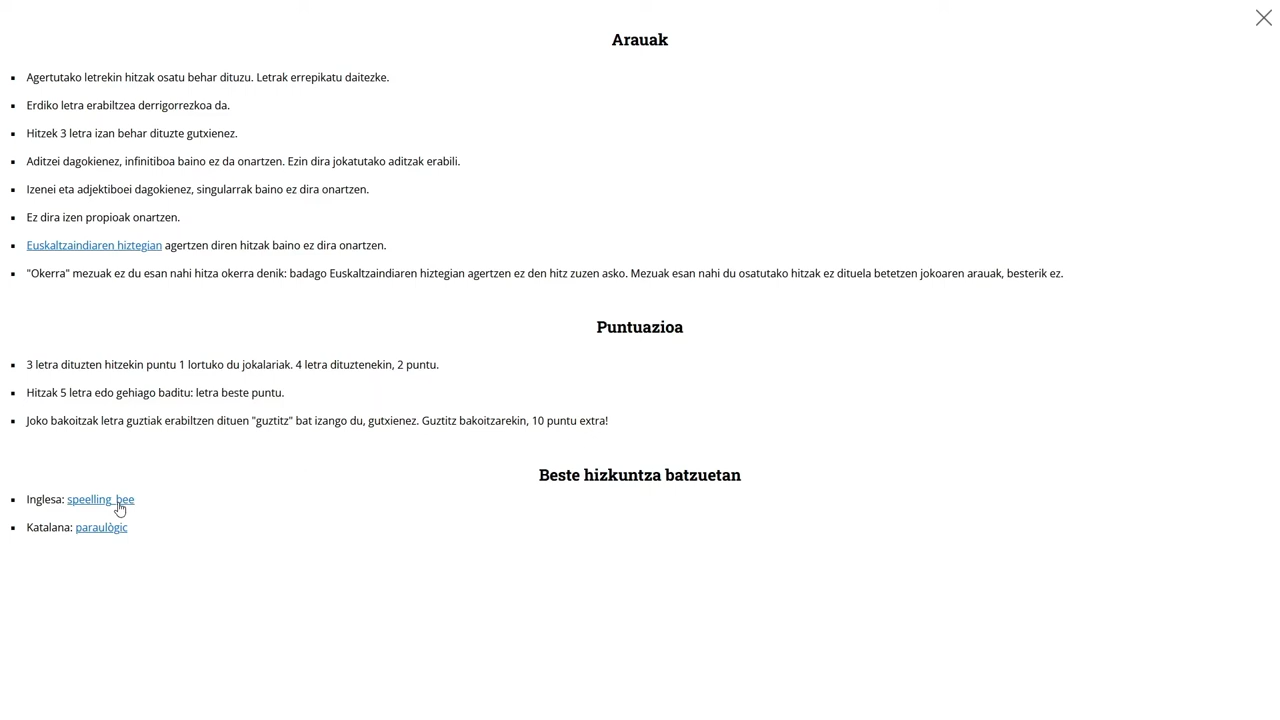 Arauak
Agertutako letrekin hitzak osatu behar dituzu. Letrak errepikatu daitezke.
Erdiko letra erabiltzea derrigorrezkoa da.
Hitzek 3 letra izan behar dituzte gutxienez.
Aditzei dagokienez, infinitiboa baino ez da onartzen. Ezin dira jokatutako aditzak erabili.
Izenei eta adjektiboei dagokienez, singularrak baino ez dira onartzen.
Ez dira izen propioak onartzen.
Euskaltzaindiaren hiztegian agertzen diren hitzak baino ez dira onartzen.
"Okerra" mezuak ez du esan nahi hitza okerra denik: badago Euskaltzaindiaren hiztegian agertzen ez den hitz zuzen asko. Mezuak esan nahi du osatutako hitzak ez dituela betetzen jokoaren arauak, besterik ez.
Puntuazioa
3 letra dituzten hitzekin puntu 1 lortuko du jokalariak. 4 letra dituztenekin, 2 puntu.
Hitzak 5 letra edo gehiago baditu: letra beste puntu.
Joko bakoitzak letra guztiak erabiltzen dituen "guztitz" bat izango du, gutxienez. Guztitz bakoitzarekin, 10 puntu extra!
Beste hizkuntza batzuetan
Inglesa: speelling bee
Katalana: paraulògic